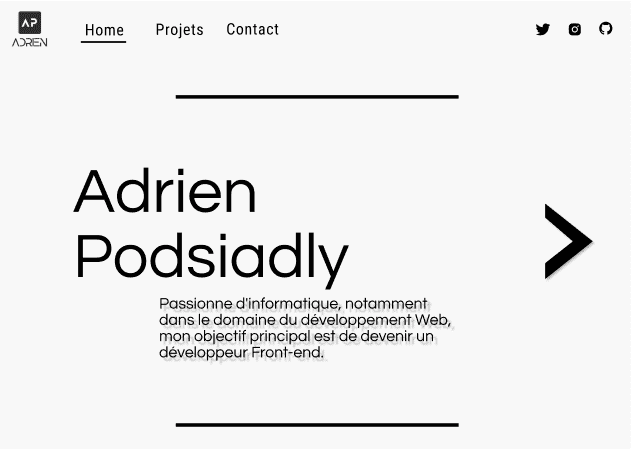 AP
ADRIEN
Home Projets Contact
Adrien
Podsiadly
Passionne d'informatique, notamment
dans le domaine du développement Web,
mon objectif principal est de devenir un
développeur Front-end.